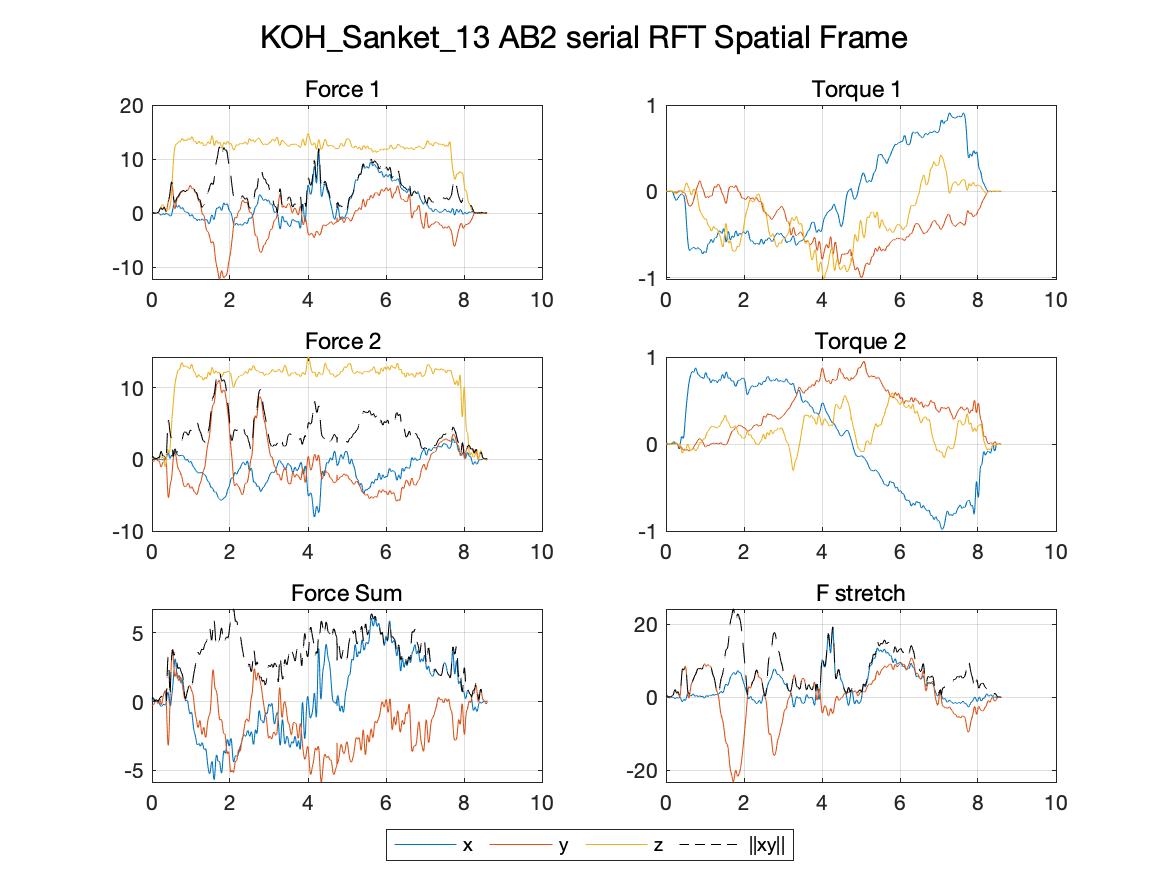 KOH_Sanket_13 AB2 serial RFT Spatial Frame
Force 1
20
10
0
-10
0 2 4 6 8 10
Torque 1
1
0
-1
0 2 4 6 8 10
Force 2
10
0
-10
0 2 4 6 8 10
Torque 2
1
0
-1
0 2 4 6 8 10
Force Sum
5
0
-5
0 2 4 6 8 10
F stretch
20
0
-20
0 2 4 6 8 10
x y z ||xy||